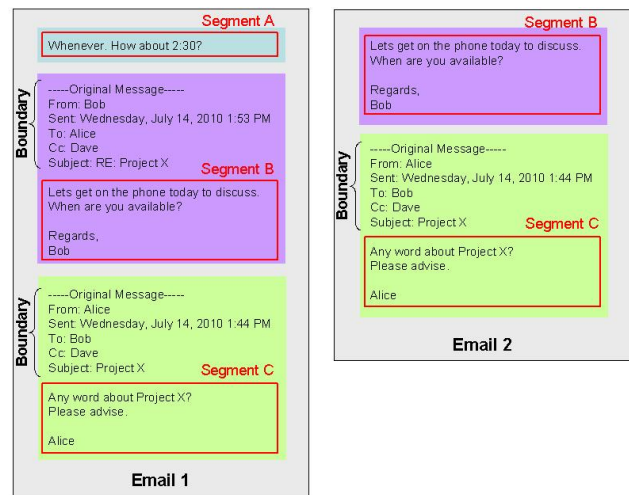 Segment A
Whenever. How about 2:30?
Boundary
-----Original Message-----
From: Bob
Sent: Wednesday, July 14, 2010 1:53 PM
To: Alice
Cc: Dave
Subject: RE: Project X
Segment B
Lets get on the phone today to discuss.
When are you available?
Regards,
Bob
Boundary
-----Original Message-----
From: Alice
Sent: Wednesday, July 14, 2010 1:44 PM
To: Bob
Cc: Dave
Subject: Project X
Segment C
Any word about Project X?
Please advise.
Alice
Email 1
Segment B
Lets get on the phone today to discuss.
When are you available?
Regards,
Bob
Boundary
-----Original Message-----
From: Alice
Sent: Wednesday, July 14, 2010 1:44 PM
To: Bob
Cc: Dave
Subject: Project X
Segment C
Any word about Project X?
Please advise.
Alice
Email 2